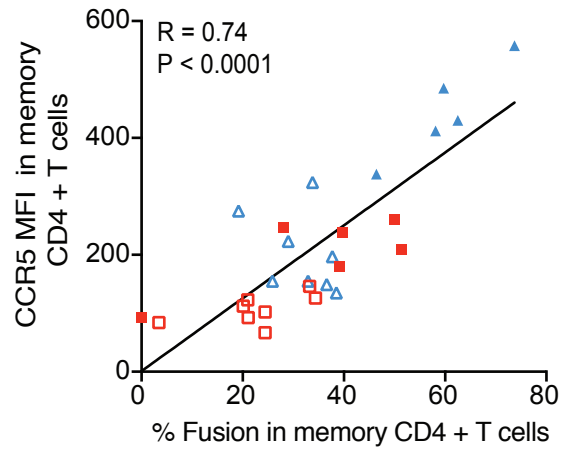 R = 0.74
P < 0.0001
CCR5 MFI in memory
CD4 + T cells
600
400
200
0
0 20 40 60 80
% Fusion in memory CD4 + T cells